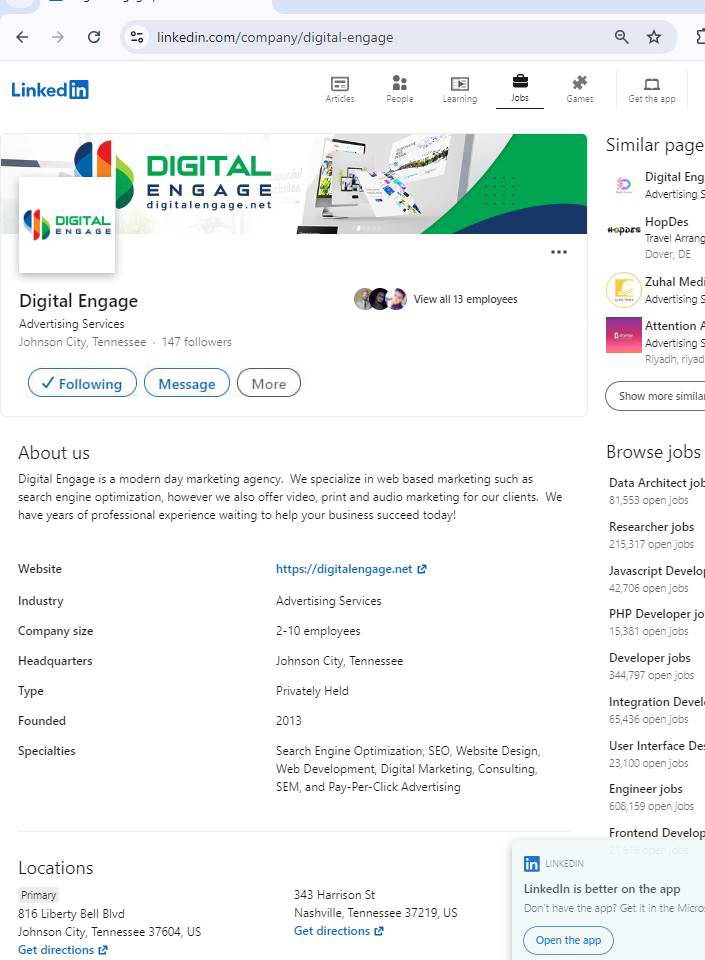 linkedin.com/company/digital-engage
Linked in
Articles
People
Learning
Jobs
Games
Get the app
DIGITAL
ENGAGE
digitalengage.net
DIGITAL
ENGAGE
Digital Engage
Advertising Services
Johnson City, Tennessee · 147 followers
View all 13 employees
Following
Message
More
About us
Digital Engage is a modern day marketing agency. We specialize in web based marketing such as
search engine optimization, however we also offer video, print and audio marketing for our clients. We
have years of professional experience waiting to help your business succeed today!
Website https://digitalengage.net
Industry Advertising Services
Company size 2-10 employees
Headquarters Johnson City, Tennessee
Type Privately Held
Founded 2013
Specialties Search Engine Optimization, SEO, Website Design,
Web Development, Digital Marketing, Consulting,
SEM, and Pay-Per-Click Advertising
Locations
Primary
816 Liberty Bell Blvd
Johnson City, Tennessee 37604, US
Get directions
343 Harrison St
Nashville, Tennessee 37219, US
Get directions
Similar page
Digital Eng
Advertising S
HOPDES
HopDes
Travel Arrang
Dover, DE
Zuhal Medi
Advertising S
Attention A
Advertising S
Riyadh, riyad
Show more similar
Browse jobs
Data Architect job
81,553 open jobs
Researcher jobs
215,317 open jobs
Javascript Develop
42,706 open jobs
PHP Developer jo
15,381 open jobs
Developer jobs
344,797 open jobs
Integration Devel
65,436 open jobs
User Interface Des
23,100 open jobs
Engineer jobs
608,159 open jobs
Frontend Develop
in LINKEDIN
LinkedIn is better on the app
Don't have the app? Get it in the Micros
Open the app